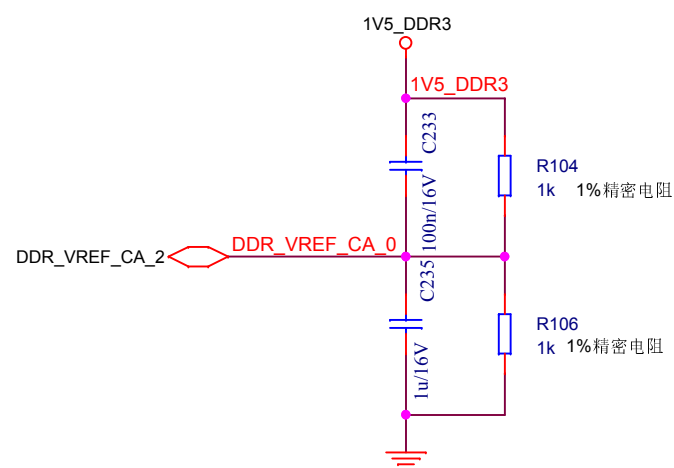 1V5_DDR3
1V5_DDR3
C233
100n/16V
R104
1k 1%精密电阻
DDR_VREF_CA_2
DDR_VREF_CA_0
C235
1u/16V
R106
1k 1%精密电阻